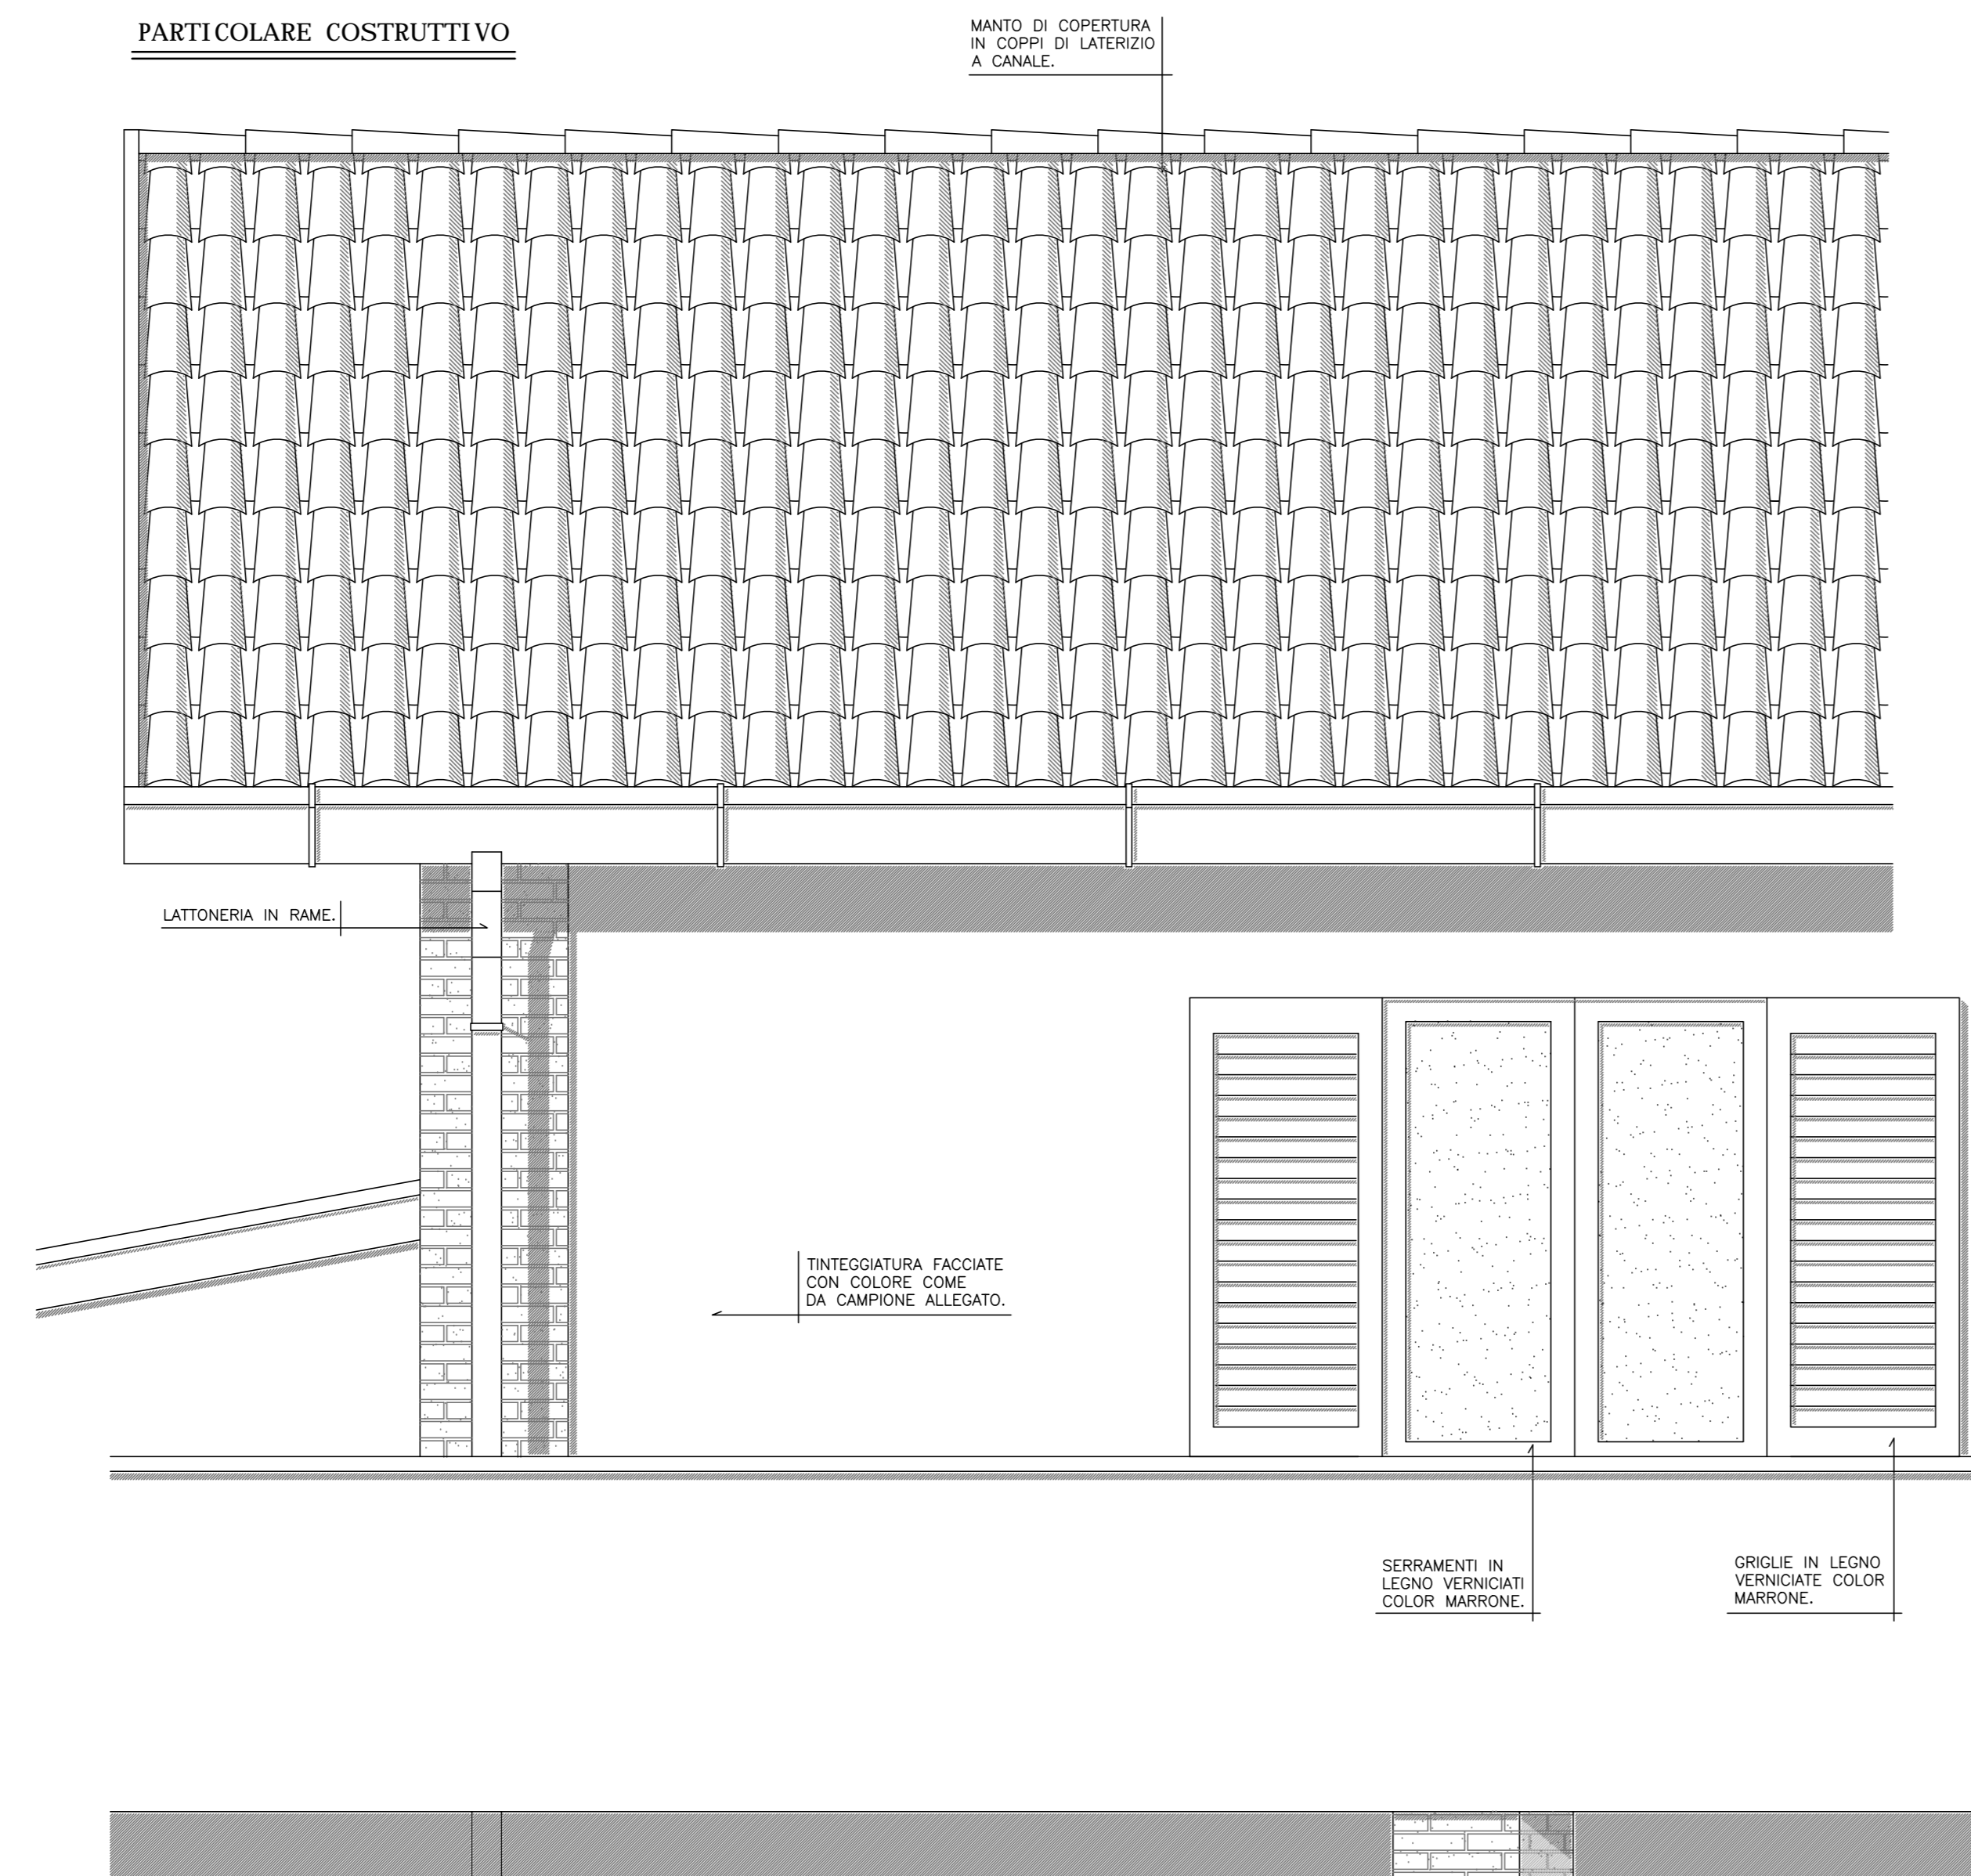 PARTICOLARE COSTRUTTIVO
MANTO DI COPERTURA
IN COPPI DI LATERIZIO
A CANALE.
LATTONERIA IN RAME.
TINTEGGIATURA FACCIATE
CON COLORE COME
DA CAMPIONE ALLEGATO.
SERRAMENTI IN
LEGNO VERNICIATI
COLOR MARRONE.
GRIGLIE IN LEGNO
VERNICIATE COLOR
MARRONE.